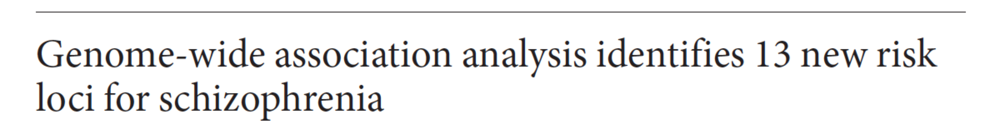 Genome-wide association analysis identifies 13 new risk
loci for schizophrenia